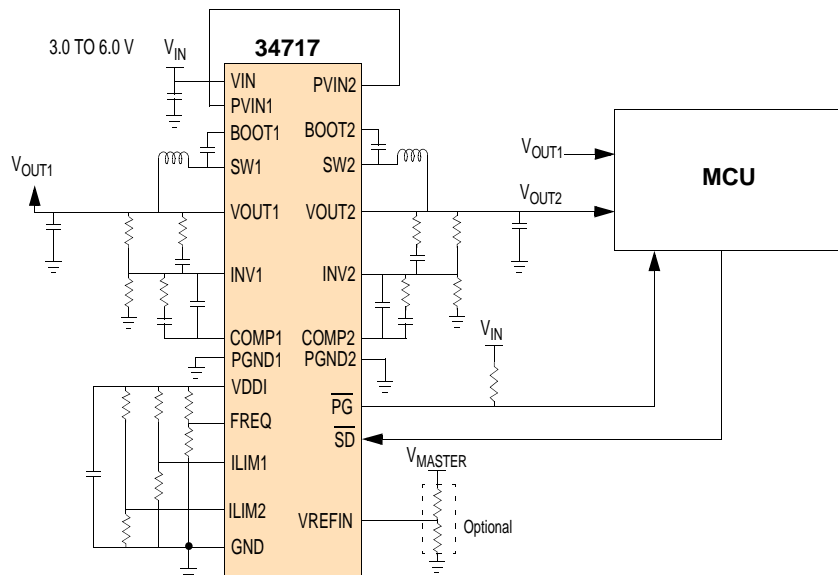 3.0 TO 6.0 V
VIN
34717
VIN
PVIN1
PVIN2
BOOT1
BOOT2
SW1
SW2
VOUT1
VOUT1
VOUT2
INV1
INV2
COMP1
COMP2
PGND1
PGND2
VDDI
FREQ
ILIM1
ILIM2
GND
PG
SD
VREFIN
VIN
VMASTER
Optional
VOUT1
VOUT2
MCU